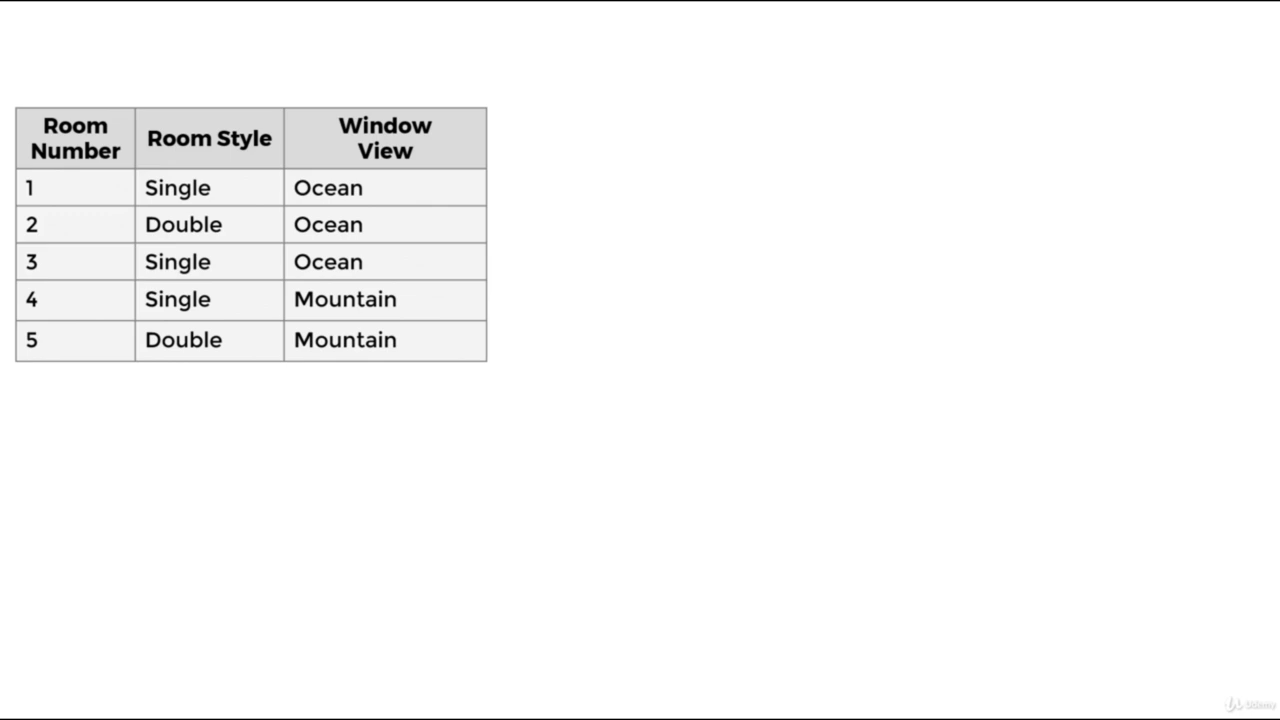 Room Number Room Style Window View
1 Single Ocean
2 Double Ocean
3 Single Ocean
4 Single Mountain
5 Double Mountain
Udemy